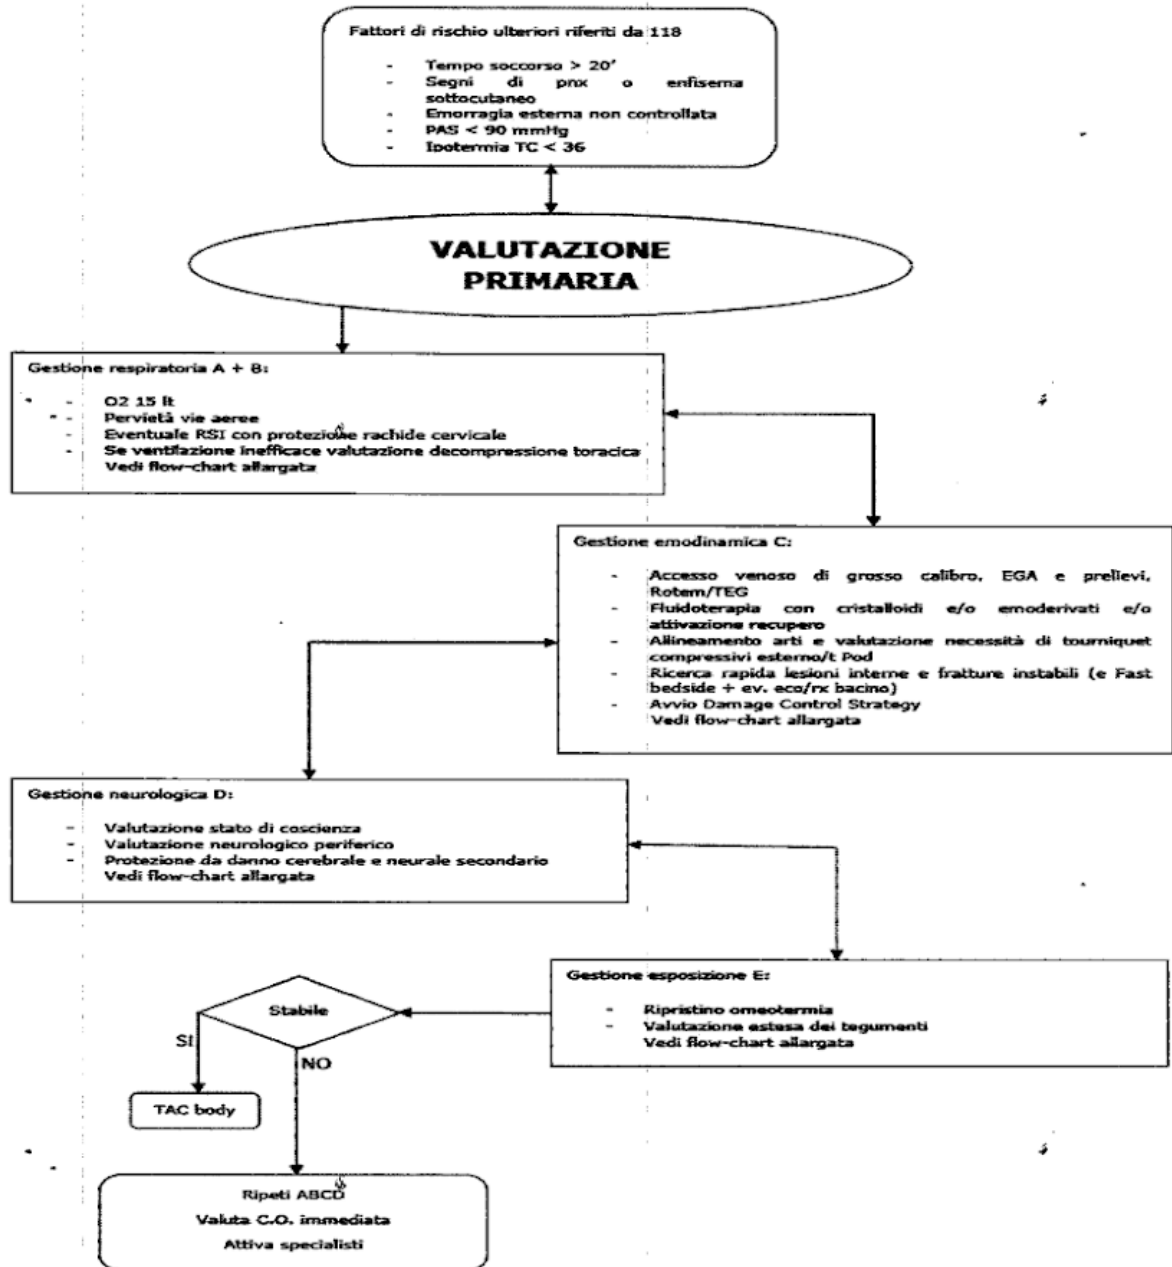 Fattori di rischio ulteriori riferiti da 118
- Tempo soccorso > 20'
- Segni di pnx o enfisema
sottocutaneo
- Emorragia esterna non controllata
- PAS < 90 mmHg
- Ipotermia TC < 36
VALUTAZIONE
PRIMARIA
Gestione respiratoria A + B:
- O2 15 lt
- Pervietà vie aeree
- Eventuale RSI con protezione rachide cervicale
- Se ventilazione inefficace valutazione decompressione toracica
Vedi flow-chart allargata
Gestione emodinamica C:
- Accesso venoso di grosso calibro, EGA e prelievi,
Rotem/TEG
- Fluidoterapia con cristalloidi e/o emoderivati e/o
attivazione recupero
- Allineamento arti e valutazione necessità di tourniquet
compressivi esterno/t Pod
- Ricerca rapida lesioni interne e fratture instabili (e Fast
bedside + ev. eco/rx bacino)
- Avvio Damage Control Strategy
Vedi flow-chart allargata
Gestione neurologica D:
- Valutazione stato di coscienza
- Valutazione neurologico periferico
- Protezione da danno cerebrale e neurale secondario
Vedi flow-chart allargata
Gestione esposizione E:
- Ripristino omeotermia
- Valutazione estesa dei tegumenti
Vedi flow-chart allargata
Stabile
SI
NO
TAC body
Ripeti ABCD
Valuta C.O. immediata
Attiva specialisti